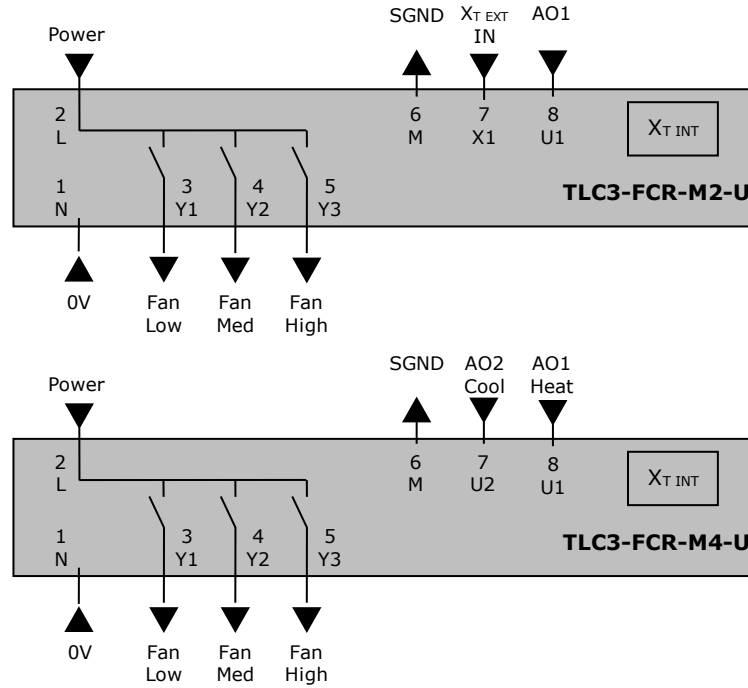 SGND XT EXT AO1
Power IN
2 6 7 8
L M X1 U1 XT INT
1 3 4 5
N Y1 Y2 Y3 TLC3-FCR-M2-U
0V Fan Fan Fan
Low Med High
SGND AO2 AO1
Power Cool Heat
2 6 7 8
L M U2 U1 XT INT
1 3 4 5
N Y1 Y2 Y3 TLC3-FCR-M4-U
0V Fan Fan Fan
Low Med High